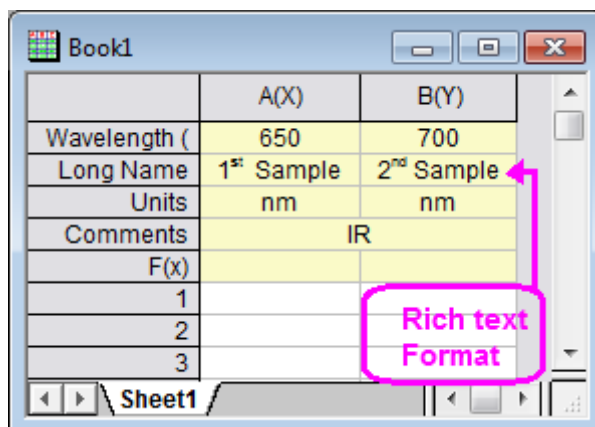 Book1
A(X) B(Y)
Wavelength ( 650 700
Long Name 1st Sample 2nd Sample
Units nm nm
Comments IR
F(x)
1
2
3
Rich text
Format
Sheet1